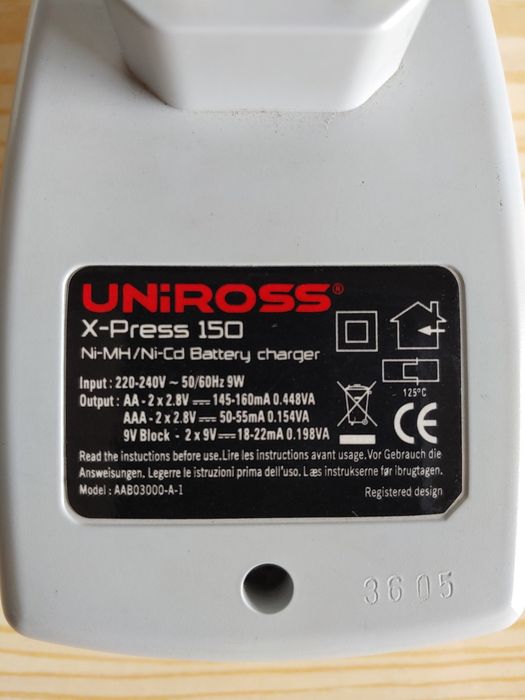 UNiROSS®
X-Press 150
Ni-MH/Ni-Cd Battery charger
Input : 220-240V ~ 50/60Hz 9W
Output : AA - 2 x 2.8V ⎓ 145-160mA 0.448VA
AAA - 2 x 2.8V ⎓ 50-55mA 0.154VA
9V Block - 2 x 9V ⎓ 18-22mA 0.198VA
125°C
CE
Read the instuctions before use.Lire les instructions avant usage.Vor Gebrauch die
Anweisungen. Legerre le istruzioni prima dell'uso. Læs instrukserne før ibrugtagen.
Model : AAB03000-A-1
Registered design
3605